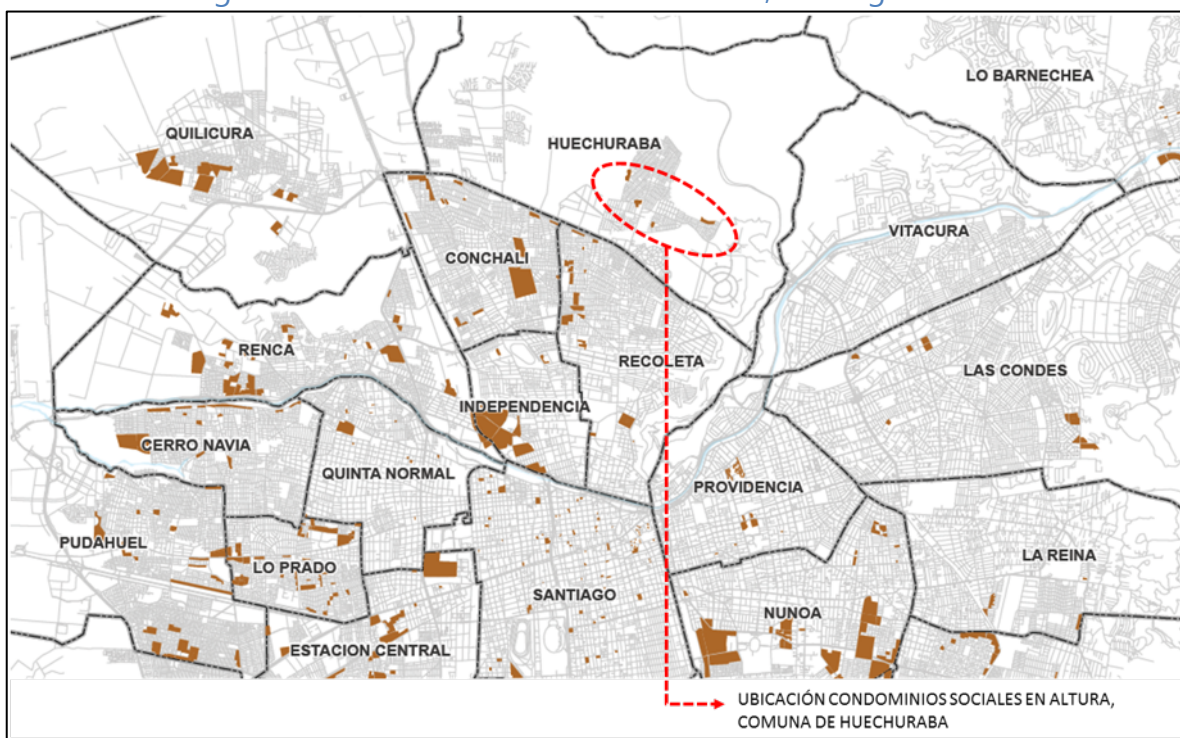 LO BARNECHEA
QUILICURA
HUECHURABA
VITACURA
CONCHALI
RENCA
RECOLETA
LAS CONDES
INDEPENDENCIA
CERRO NAVIA
QUINTA NORMAL
PROVIDENCIA
PUDAHUEL
LO PRADO
LA REINA
SANTIAGO
NUNOA
ESTACION CENTRAL
UBICACIÓN CONDOMINIOS SOCIALES EN ALTURA,
COMUNA DE HUECHURABA